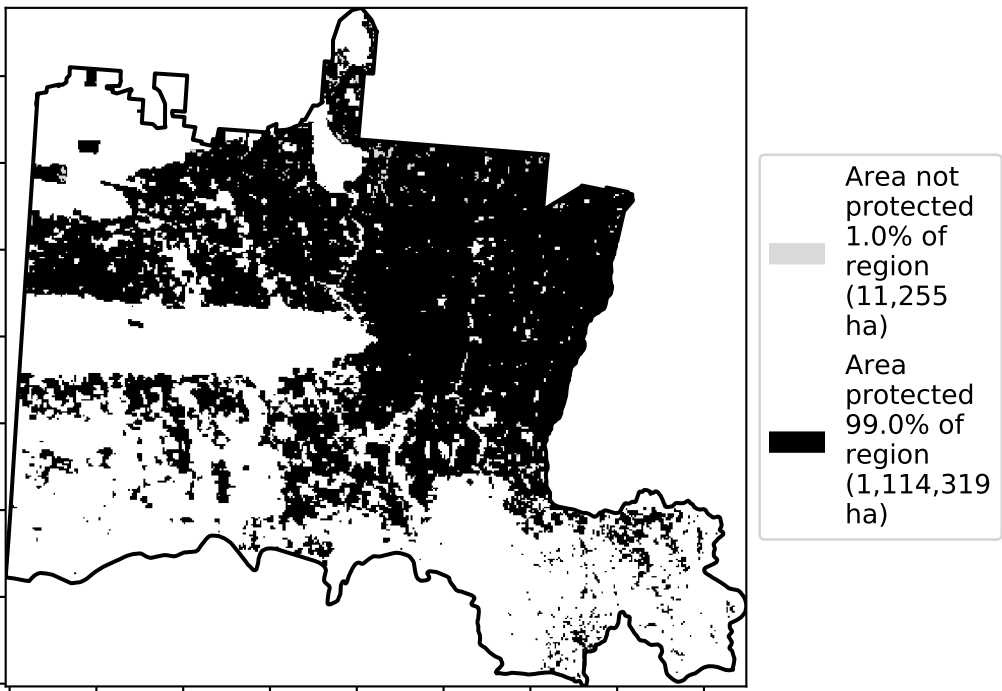 Area not
protected
1.0% of
region
(11,255
ha)
Area
protected
99.0% of
region
(1,114,319
ha)